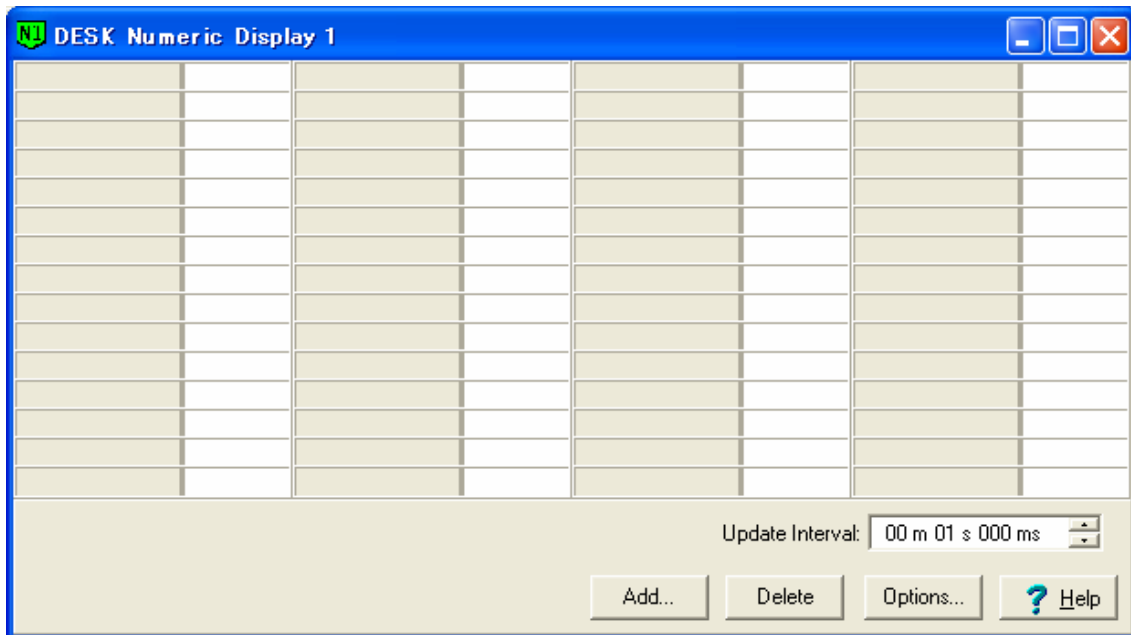 N1 DESK Numeric Display 1
Update Interval: 00 m 01 s 000 ms
Add... Delete Options... ? Help